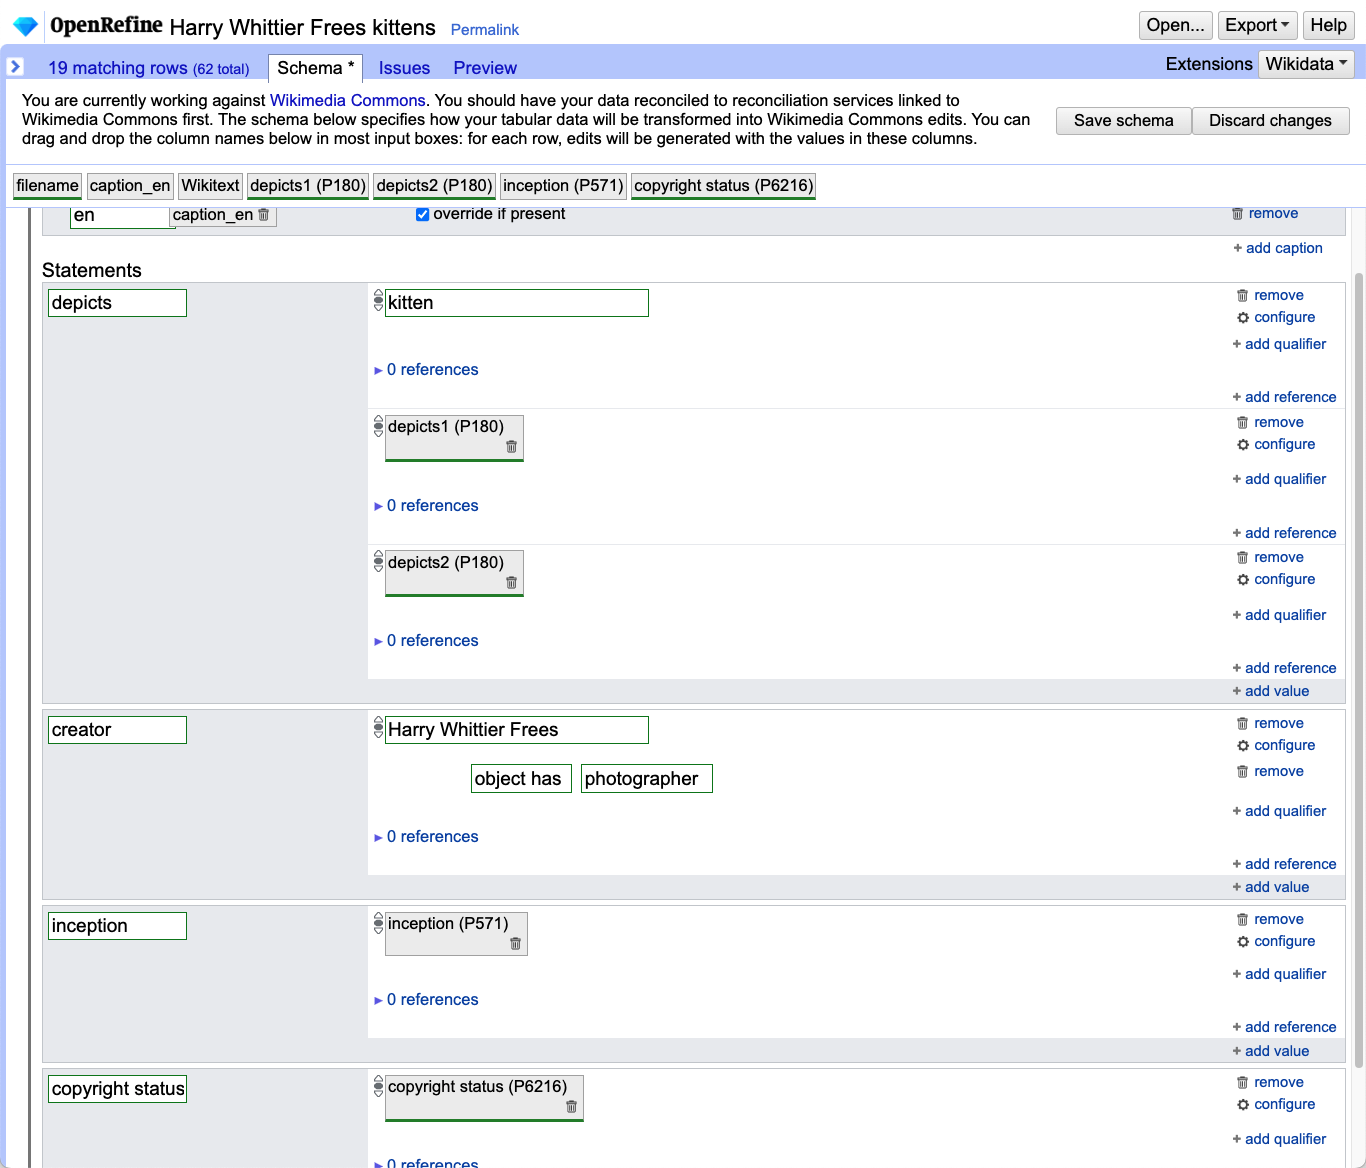 OpenRefine Harry Whittier Frees kittens Permalink Open... Export Help
19 matching rows (62 total) Schema * Issues Preview Extensions Wikidata
You are currently working against Wikimedia Commons. You should have your data reconciled to reconciliation services linked to
Wikimedia Commons first. The schema below specifies how your tabular data will be transformed into Wikimedia Commons edits. You can
drag and drop the column names below in most input boxes: for each row, edits will be generated with the values in these columns.
Save schema Discard changes
filename caption_en Wikitext depicts1 (P180) depicts2 (P180) inception (P571) copyright status (P6216)
en caption_en override if present remove
+ add caption
Statements
depicts kitten remove
configure
+ add qualifier
0 references
+ add reference
depicts1 (P180) remove
configure
+ add qualifier
0 references
+ add reference
depicts2 (P180) remove
configure
+ add qualifier
0 references
+ add reference
+ add value
creator Harry Whittier Frees remove
configure
object has photographer remove
+ add qualifier
0 references
+ add reference
+ add value
inception inception (P571) remove
configure
+ add qualifier
0 references
+ add reference
+ add value
copyright status copyright status (P6216) remove
configure
+ add qualifier
0 references